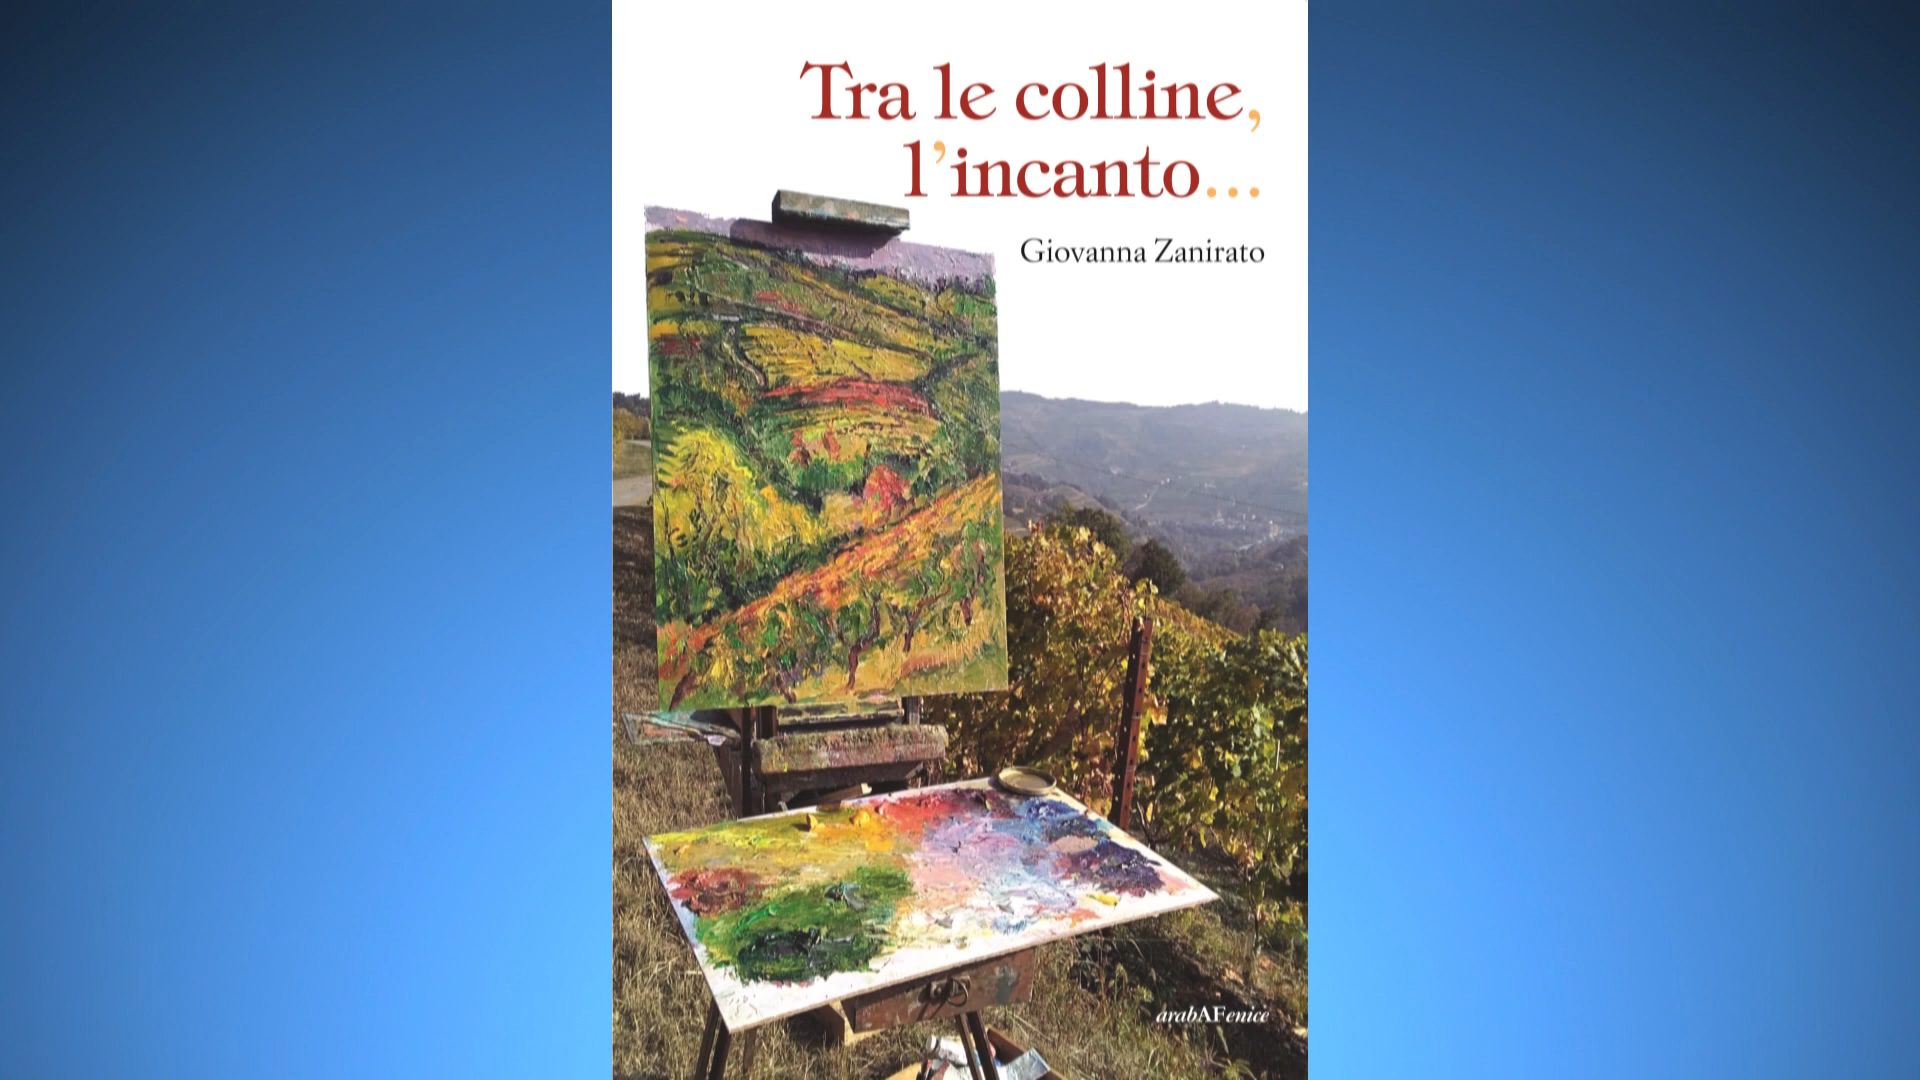 Tra le colline,
l'incanto...
Giovanna Zanirato
arabAFenice